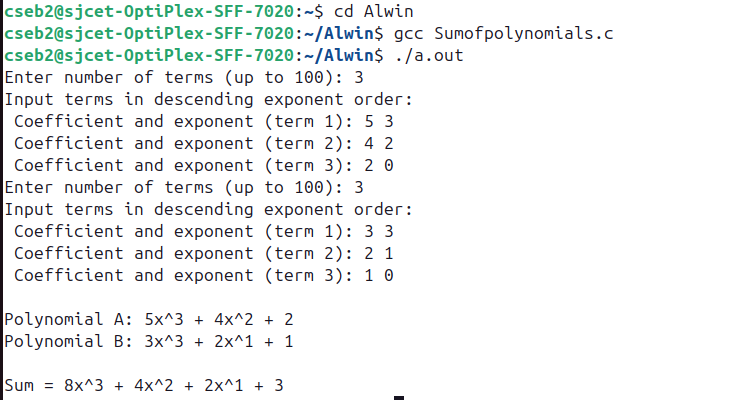 cseb2@sjcet-OptiPlex-SFF-7020:~$ cd Alwin
cseb2@sjcet-OptiPlex-SFF-7020:~/Alwin$ gcc Sumofpolynomials.c
cseb2@sjcet-OptiPlex-SFF-7020:~/Alwin$ ./a.out
Enter number of terms (up to 100): 3
Input terms in descending exponent order:
 Coefficient and exponent (term 1): 5 3
 Coefficient and exponent (term 2): 4 2
 Coefficient and exponent (term 3): 2 0
Enter number of terms (up to 100): 3
Input terms in descending exponent order:
 Coefficient and exponent (term 1): 3 3
 Coefficient and exponent (term 2): 2 1
 Coefficient and exponent (term 3): 1 0

Polynomial A: 5x^3 + 4x^2 + 2
Polynomial B: 3x^3 + 2x^1 + 1

Sum = 8x^3 + 4x^2 + 2x^1 + 3